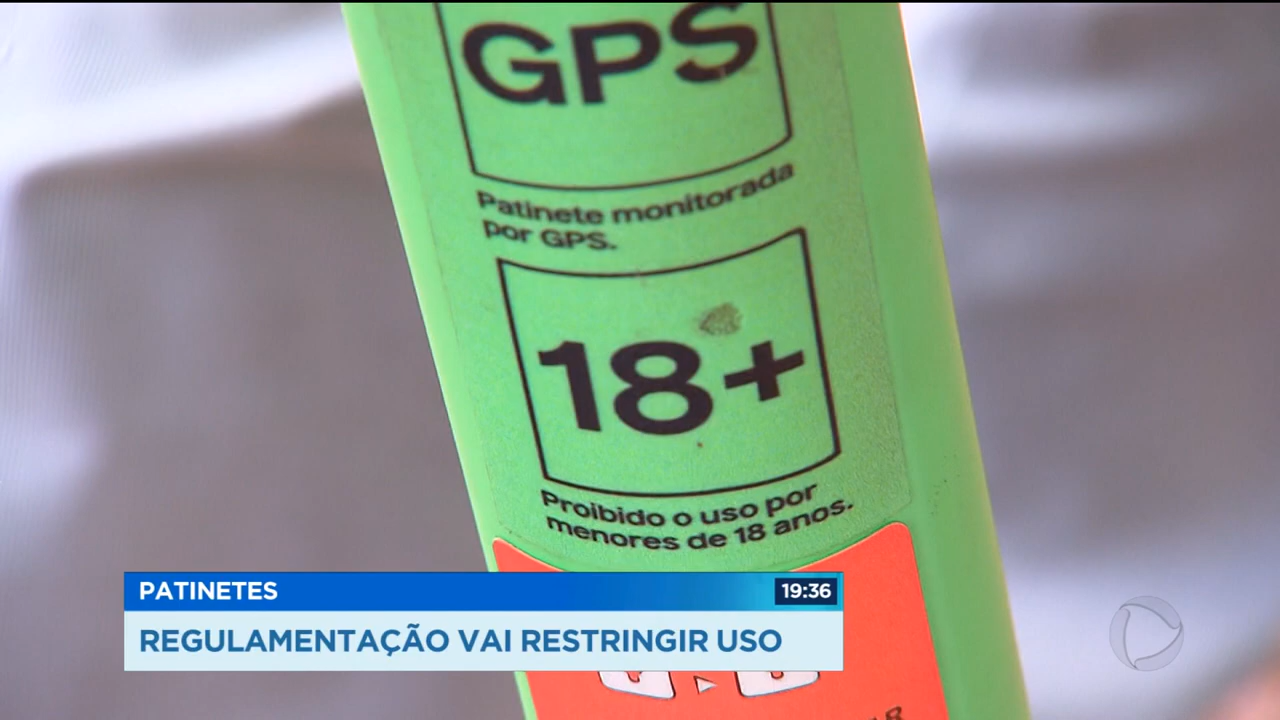 GPS
Patinete monitorada
por GPS.
18+
Proibido o uso por
menores de 18 anos.
PATINETES
19:36
REGULAMENTAÇÃO VAI RESTRINGIR USO